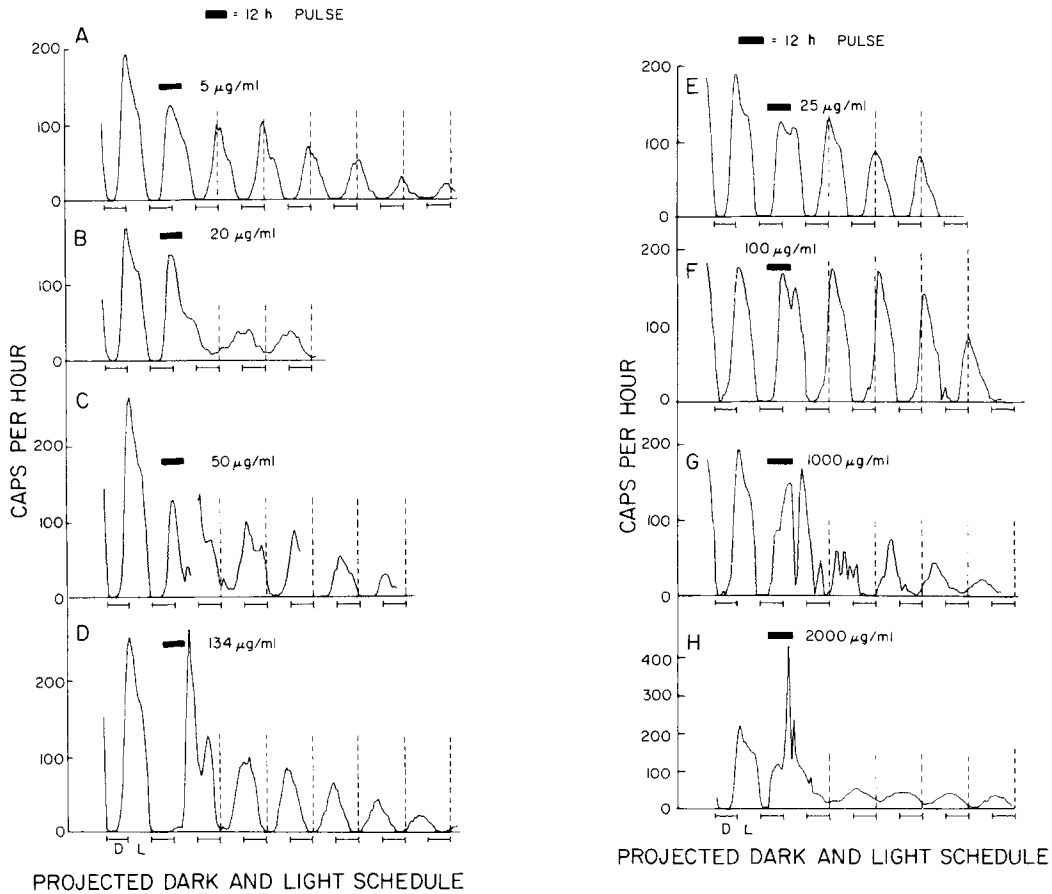 = 12 h PULSE
A
200
100
0
5 μg/ml
B
100
0
20 μg/ml
C
200
100
0
50 μg/ml
D
200
100
0
134 μg/ml
D L
CAPS PER HOUR
PROJECTED DARK AND LIGHT SCHEDULE
= 12 h PULSE
E
200
100
0
25 μg/ml
F
200
100
0
100 μg/ml
G
200
100
0
1000 μg/ml
H
400
300
200
100
0
2000 μg/ml
D L
CAPS PER HOUR
PROJECTED DARK AND LIGHT SCHEDULE